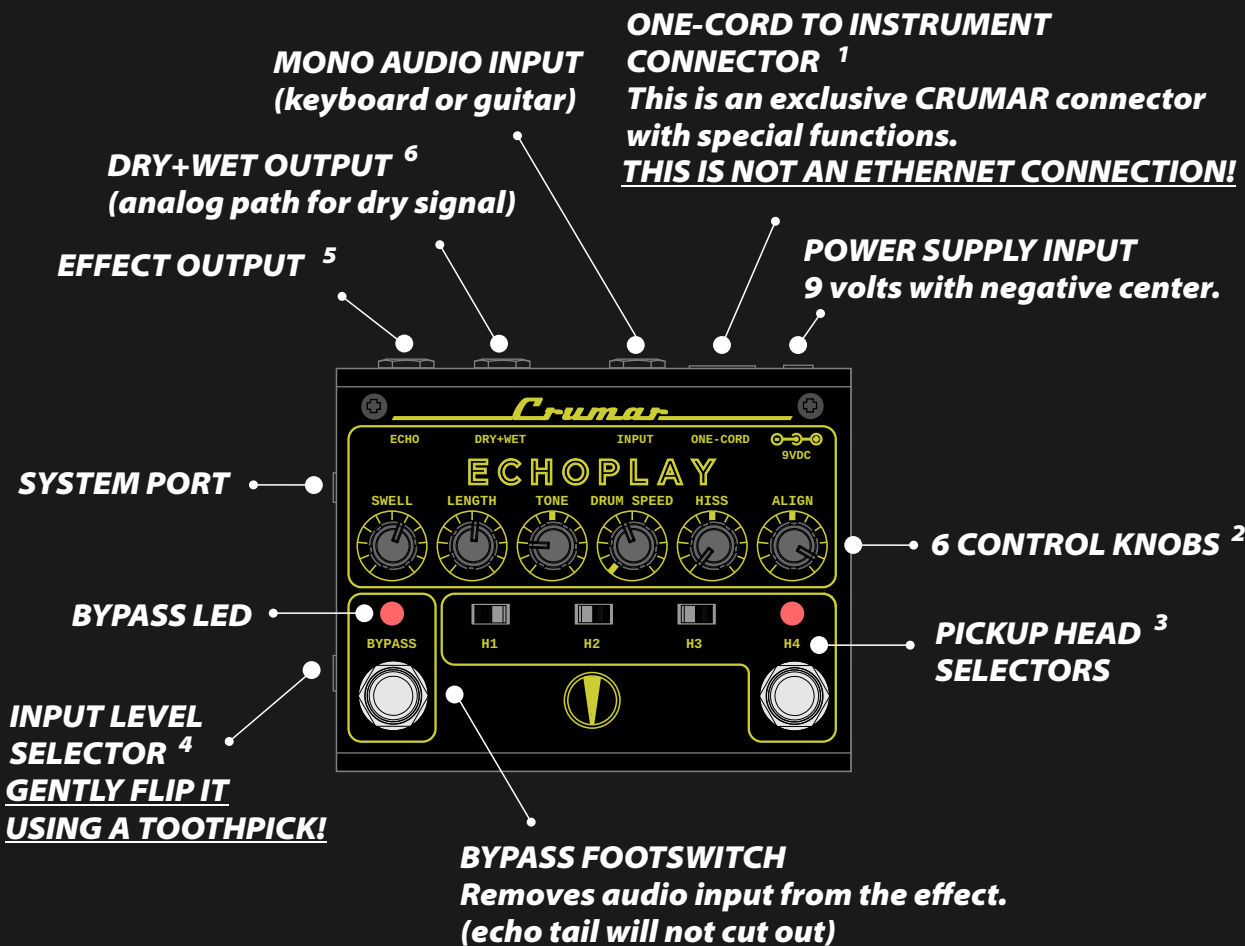 ONE-CORD TO INSTRUMENT
CONNECTOR 1
This is an exclusive CRUMAR connector
with special functions.
THIS IS NOT AN ETHERNET CONNECTION!
MONO AUDIO INPUT
(keyboard or guitar)
DRY+WET OUTPUT 6
(analog path for dry signal)
EFFECT OUTPUT 5
POWER SUPPLY INPUT
9 volts with negative center.
Crumar
ECHO DRY+WET INPUT ONE-CORD
9VDC
ECHOPLAY
SYSTEM PORT
SWELL LENGTH TONE DRUM SPEED HISS ALIGN
6 CONTROL KNOBS 2
BYPASS LED
BYPASS H1 H2 H3 H4
PICKUP HEAD 3
SELECTORS
INPUT LEVEL
SELECTOR 4
GENTLY FLIP IT
USING A TOOTHPICK!
BYPASS FOOTSWITCH
Removes audio input from the effect.
(echo tail will not cut out)